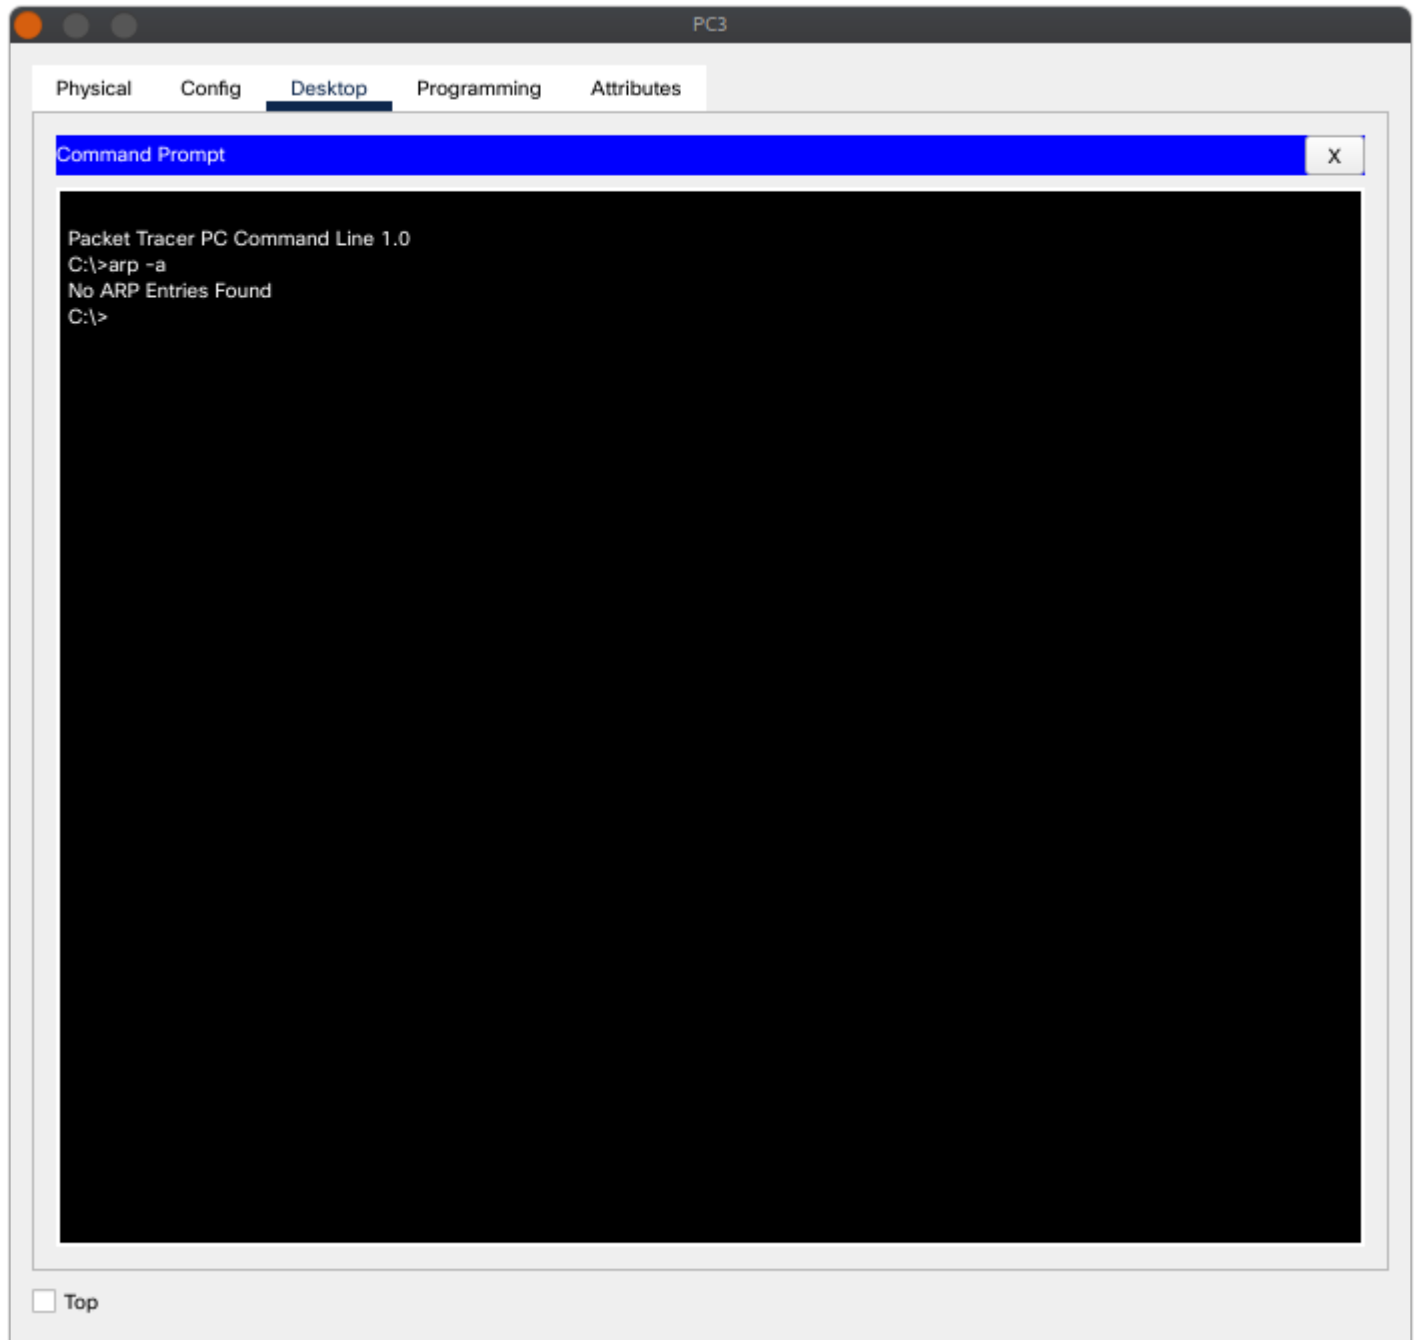 PC3
Physical Config Desktop Programming Attributes
Command Prompt X
Packet Tracer PC Command Line 1.0
C:\>arp -a
No ARP Entries Found
C:\>
Top